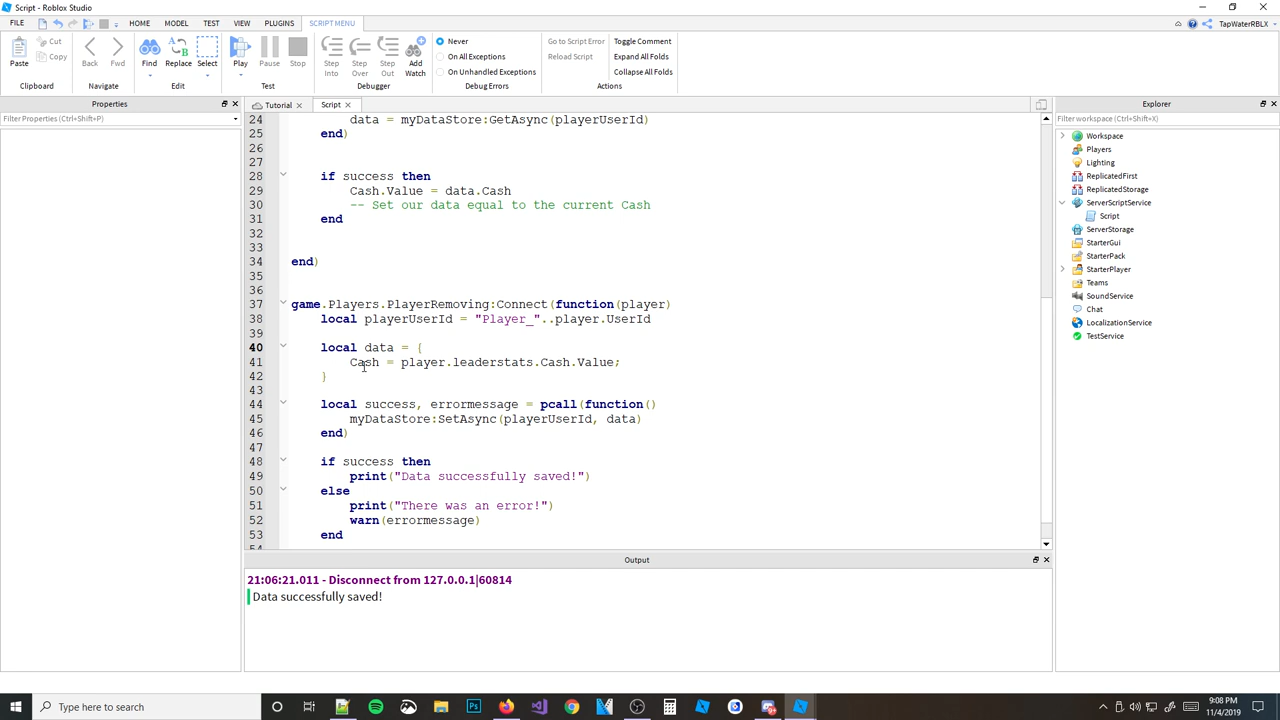 Script - Roblox Studio
FILE HOME MODEL TEST VIEW PLUGINS SCRIPT MENU TapWaterRBLX
Paste Cut Copy Back Fwd Find Replace Select Play Pause Stop Step Into Step Over Step Out Add Watch Never On All Exceptions On Unhandled Exceptions Go to Script Error Reload Script Toggle Comment Expand All Folds Collapse All Folds
Clipboard Navigate Edit Test Debugger Debug Errors Actions
Properties
Filter Properties (Ctrl+Shift+P)
Tutorial Script
24 data = myDataStore:GetAsync(playerUserId)
25 end)
26
27
28 if success then
29 Cash.Value = data.Cash
30 -- Set our data equal to the current Cash
31 end
32
33
34 end)
35
36
37 game.Players.PlayerRemoving:Connect(function(player)
38 local playerUserId = "Player_"..player.UserId
39
40 local data = {
41 Cash = player.leaderstats.Cash.Value;
42 }
43
44 local success, errormessage = pcall(function()
45 myDataStore:SetAsync(playerUserId, data)
46 end)
47
48 if success then
49 print("Data successfully saved!")
50 else
51 print("There was an error!")
52 warn(errormessage)
53 end
54
Output
21:06:21.011 - Disconnect from 127.0.0.1|60814
Data successfully saved!
Explorer
Filter workspace (Ctrl+Shift+X)
Workspace
Players
Lighting
ReplicatedFirst
ReplicatedStorage
ServerScriptService
Script
ServerStorage
StarterGui
StarterPack
StarterPlayer
Teams
SoundService
Chat
LocalizationService
TestService
Type here to search
9:08 PM
11/4/2019